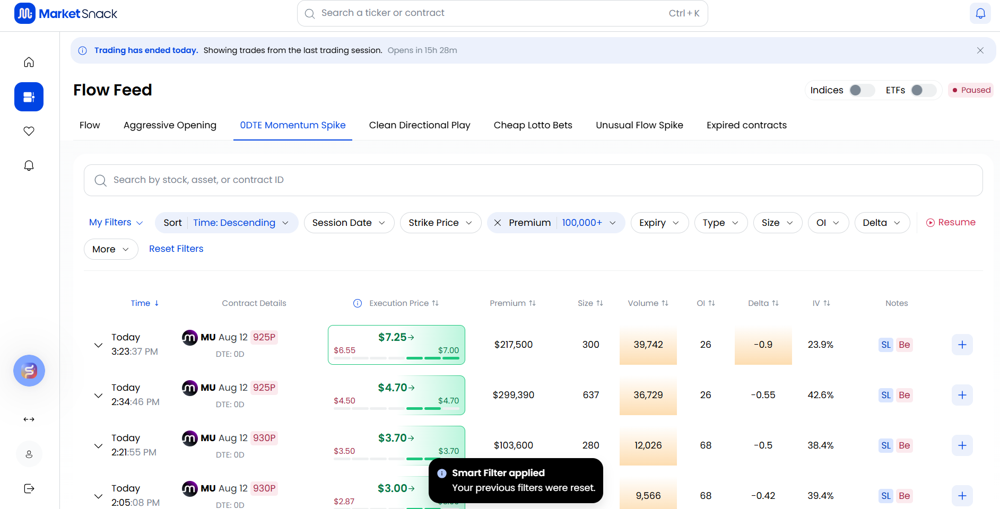 MarketSnack
Search a ticker or contract
Ctrl+K
Trading has ended today. Showing trades from the last trading session. Opens in 15h 28m
Flow Feed
Indices
ETFs
Paused
Flow
Aggressive Opening
0DTE Momentum Spike
Clean Directional Play
Cheap Lotto Bets
Unusual Flow Spike
Expired contracts
Search by stock, asset, or contract ID
My Filters
Sort Time: Descending
Session Date
Strike Price
Premium 100,000+
Expiry
Type
Size
OI
Delta
Resume
More
Reset Filters
Time
Contract Details
Execution Price
Premium
Size
Volume
OI
Delta
IV
Notes
Today
3:23:37 PM
MU Aug 12 925P
DTE: 0D
$7.25
$6.55
$7.00
$217,500
300
39,742
26
-0.9
23.9%
SL
Be
Today
2:34:46 PM
MU Aug 12 925P
DTE: 0D
$4.70
$4.50
$4.70
$299,390
637
36,729
26
-0.55
42.6%
SL
Be
Today
2:21:55 PM
MU Aug 12 930P
DTE: 0D
$3.70
$3.50
$3.70
$103,600
280
12,026
68
-0.5
38.4%
SL
Be
Today
2:05:08 PM
MU Aug 12 930P
DTE: 0D
$3.00
$2.87
9,566
68
-0.42
39.4%
SL
Be
Smart Filter applied
Your previous filters were reset.